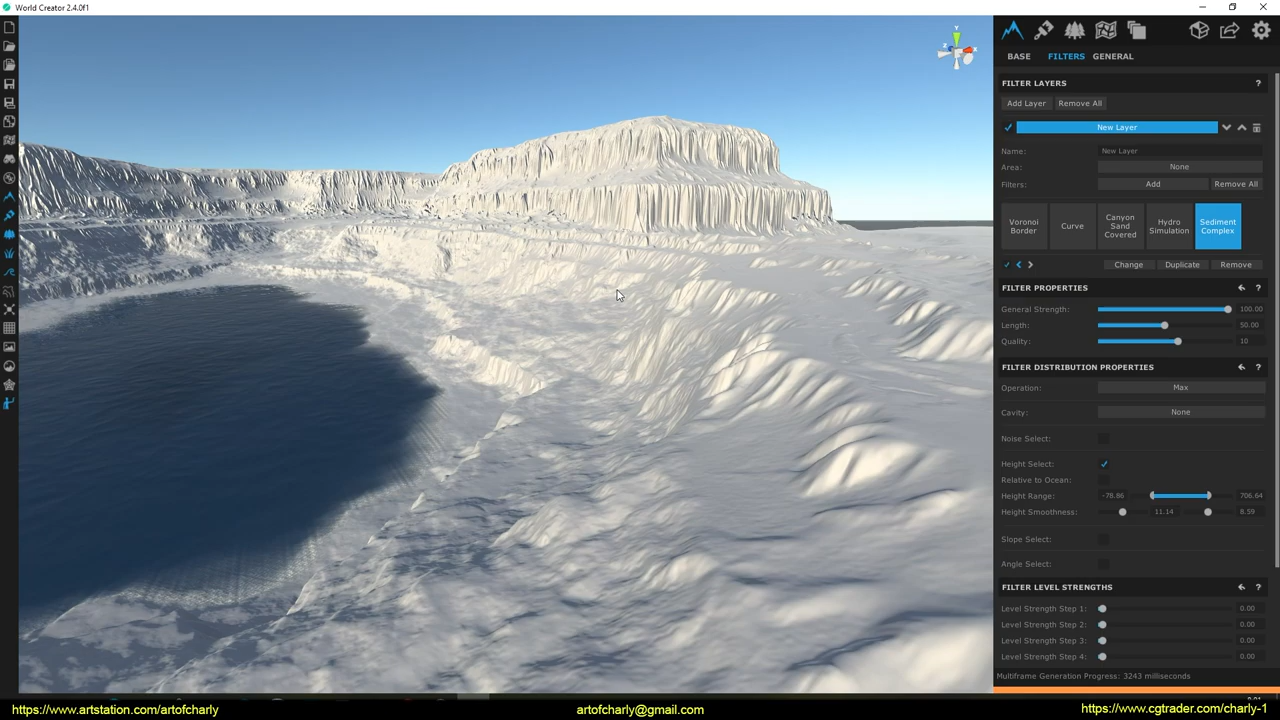 World Creator 2.4.0f1
Y
Z
X
BASE FILTERS GENERAL
FILTER LAYERS ?
Add Layer Remove All
New Layer
Name: New Layer
Area: None
Filters: Add Remove All
Voronoi Border Curve Canyon Sand Covered Hydro Simulation Sediment Complex
Change Duplicate Remove
FILTER PROPERTIES ?
General Strength: 100.00
Length: 50.00
Quality: 10
FILTER DISTRIBUTION PROPERTIES ?
Operation: Max
Cavity: None
Noise Select:
Height Select:
Relative to Ocean:
Height Range: -78.86 706.64
Height Smoothness: 11.14 8.59
Slope Select:
Angle Select:
FILTER LEVEL STRENGTHS ?
Level Strength Step 1: 0.00
Level Strength Step 2: 0.00
Level Strength Step 3: 0.00
Level Strength Step 4: 0.00
Multiframe Generation Progress: 3243 milliseconds
https://www.artstation.com/artofcharly artofcharly@gmail.com https://www.cgtrader.com/charly-1